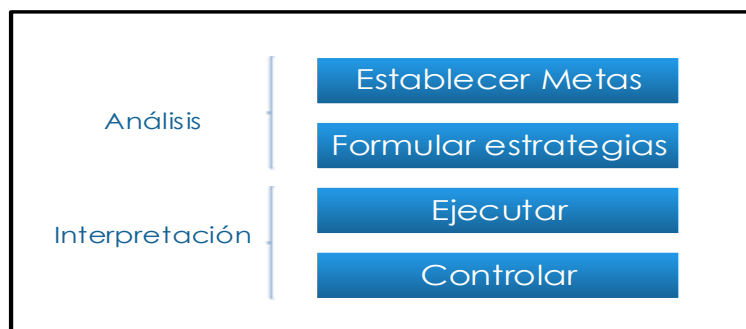 Análisis
Establecer Metas
Formular estrategias
Interpretación
Ejecutar
Controlar